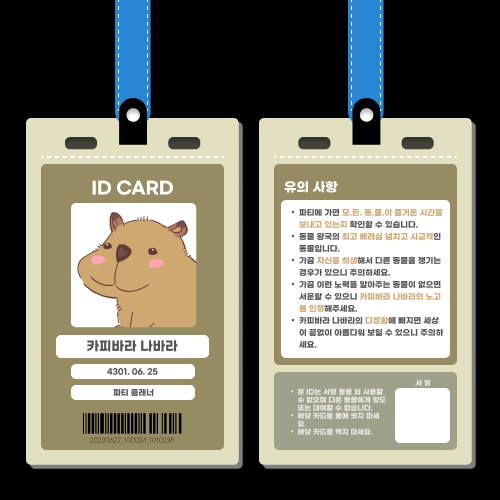 ID CARD
카피바라 나바라
4301. 06. 25
파티 플래너
20230627_100024_1010235
유의 사항
• 파티에 가면 모.든. 동.물.이 즐거운 시간을
보내고 있는지 확인할 수 있습니다.
• 동물 왕국의 최고 배려심 넘치고 사교적인
동물입니다.
• 가끔 자신을 희생해서 다른 동물을 챙기는
경우가 있으니 주의하세요.
• 가끔 이런 노력을 알아주는 동물이 없으면
서운할 수 있으니 카피바라 나바라의 노고
를 인정해주세요.
• 카피바라 나바라의 다정함에 빠지면 세상
이 끝없이 아름다워 보일 수 있으니 주의하
세요.
서 명
• 본 ID는 서명 동물 외 사용할
수 없으며 다른 동물에게 양도
또는 대여할 수 없습니다.
• 해당 카드를 물에 씻지 마세
요.
• 해당 카드를 먹지 마세요.